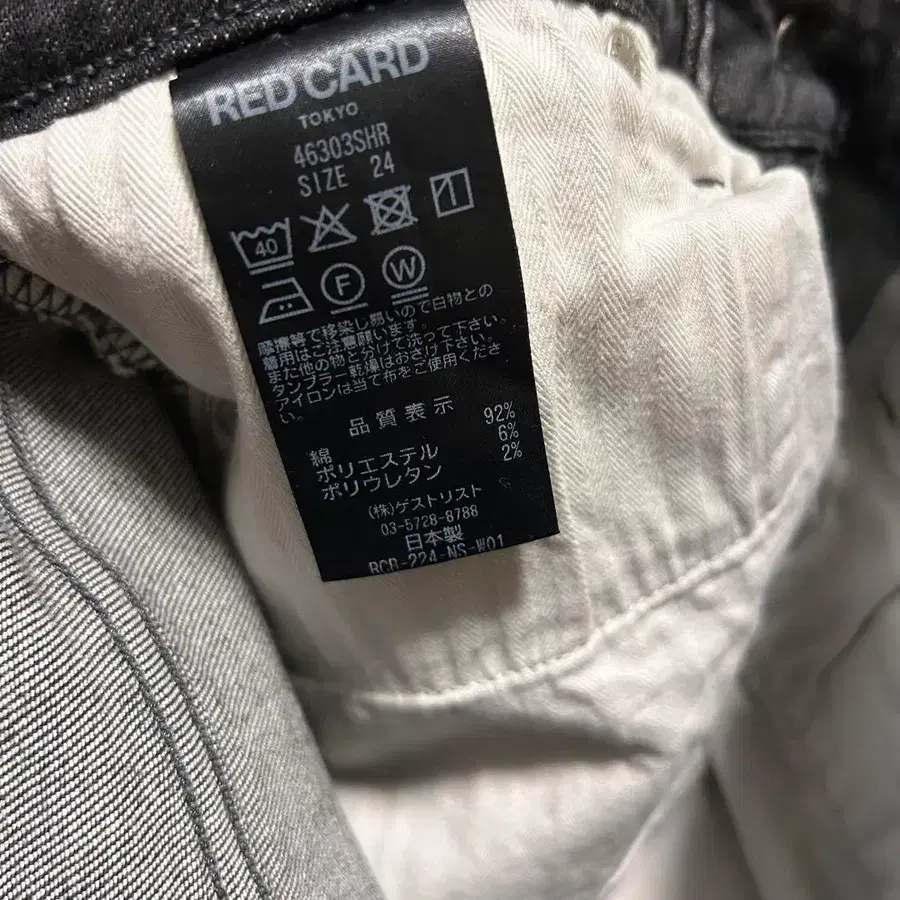 RED CARD
TOKYO
46303SHR
SIZE 24
40
F W
摩擦等で移染し易いので白物との
着用はご注意願います。
また他の物と分けて洗って下さい。
タンブラー乾燥はおさけ下さい。
アイロンは当て布をご使用くださ
い。
品質表示
綿 92%
ポリエステル 6%
ポリウレタン 2%
(株)ゲストリスト
03-5728-8788
日本製
RCR-224-NS-W01